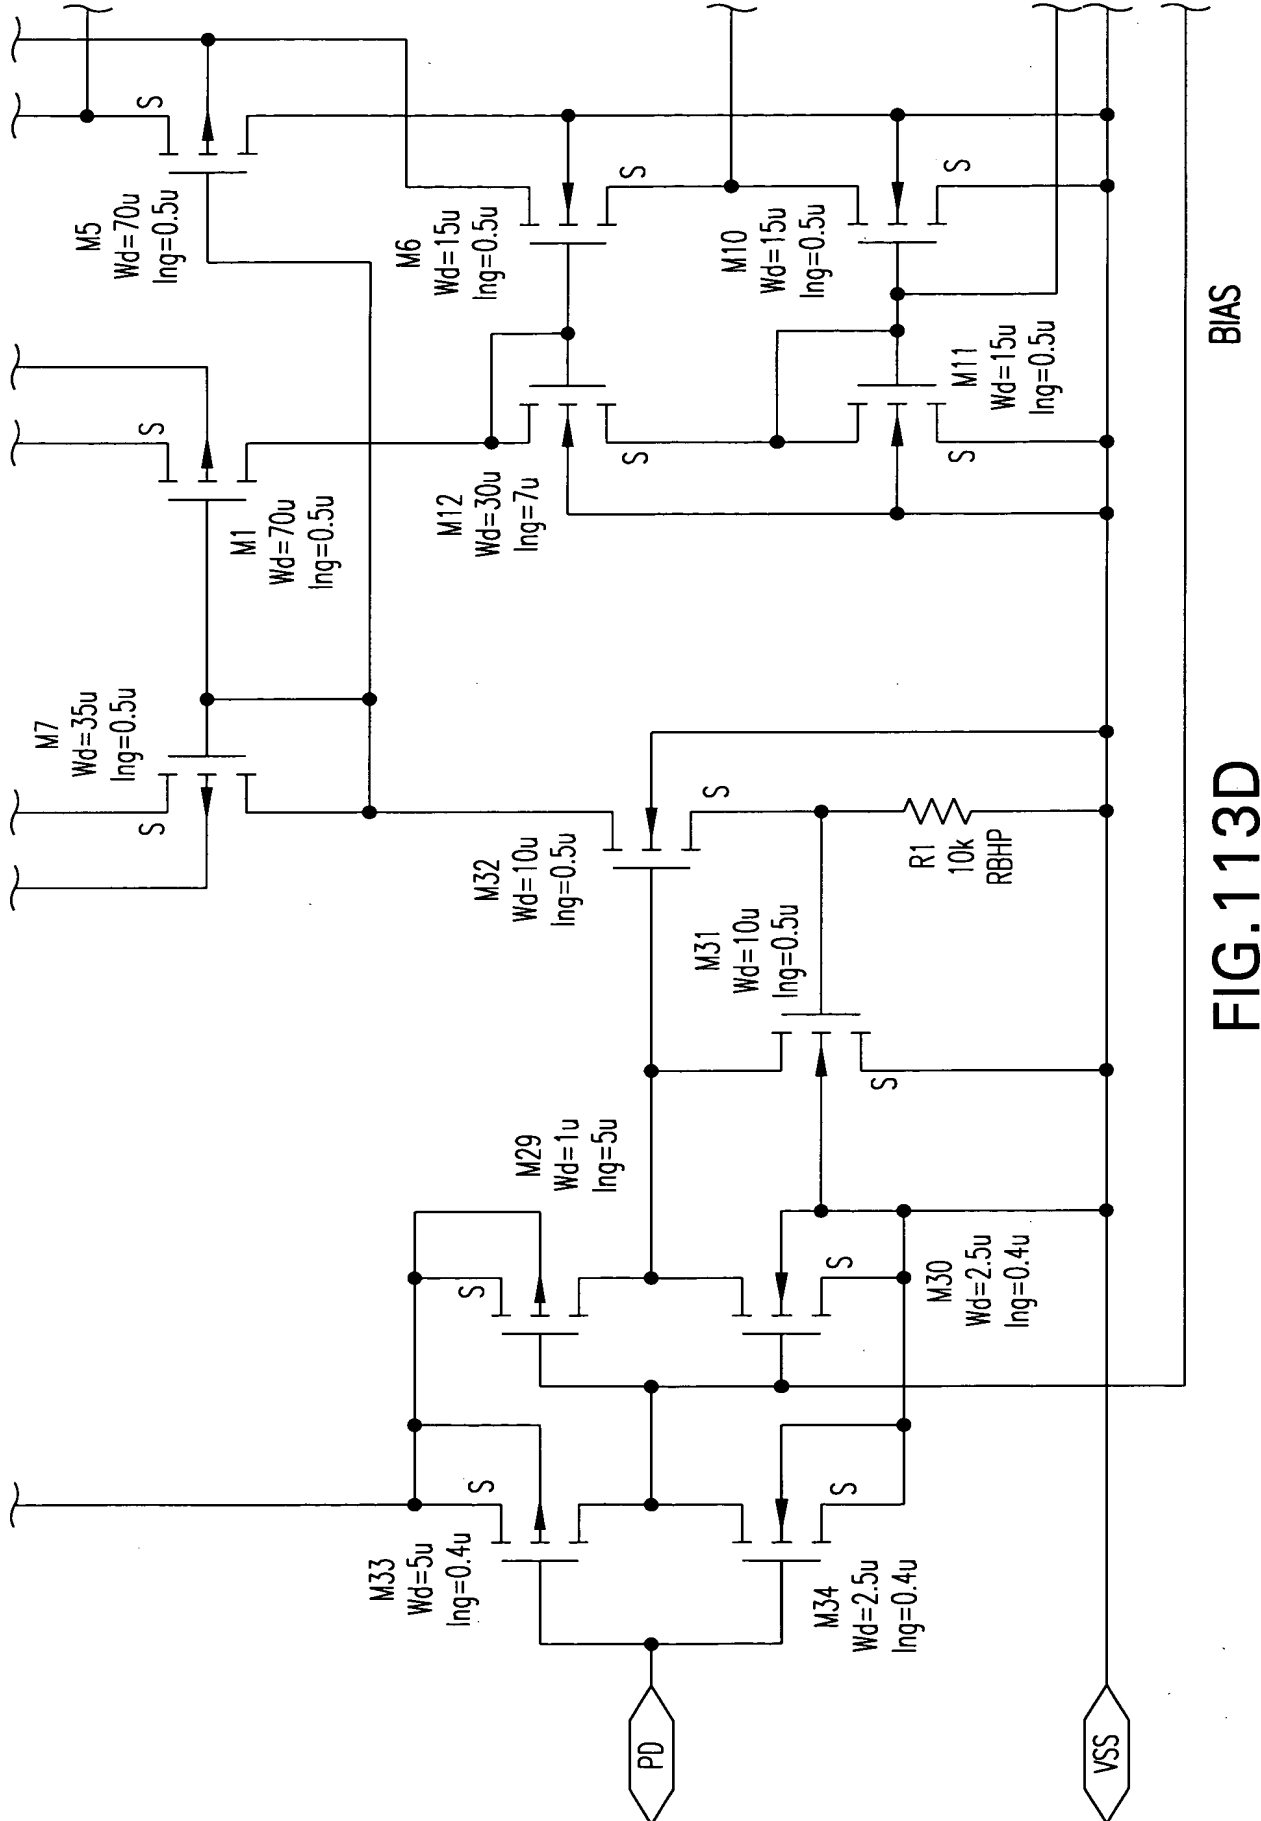 M5
Wd=70u
lng=0.5u
S
M1
Wd=70u
lng=0.5u
S
M7
Wd=35u
lng=0.5u
S
M6
Wd=15u
lng=0.5u
S
M12
Wd=30u
lng=7u
S
M10
Wd=15u
lng=0.5u
S
M11
Wd=15u
lng=0.5u
S
M32
Wd=10u
lng=0.5u
S
R1
10k
RBHP
M31
Wd=10u
lng=0.5u
S
M29
Wd=1u
lng=5u
S
M30
Wd=2.5u
lng=0.4u
S
M33
Wd=5u
lng=0.4u
S
M34
Wd=2.5u
lng=0.4u
S
PD
VSS
BIAS
FIG.113D